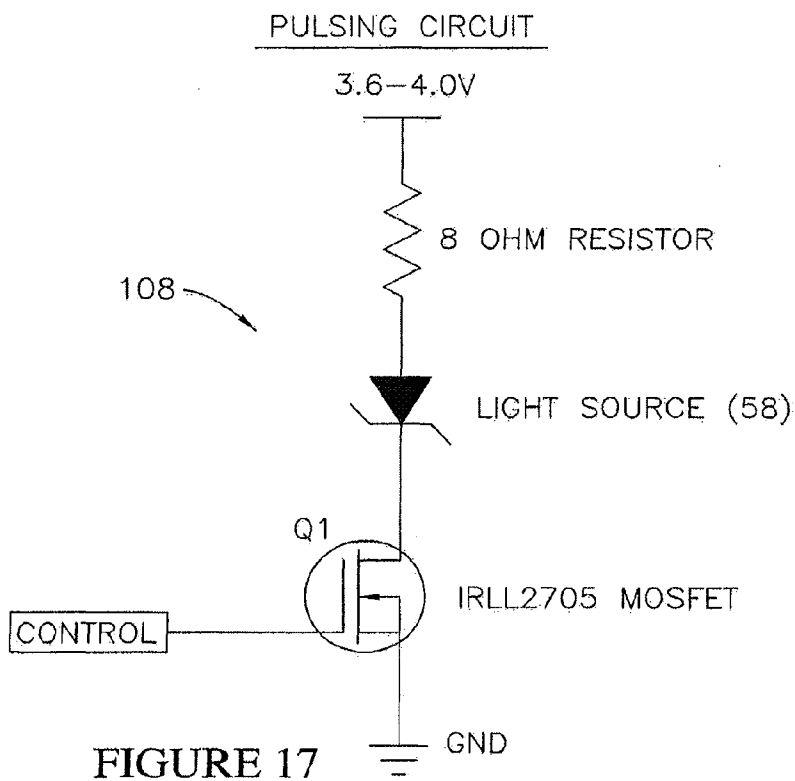 PULSING CIRCUIT
3.6-4.0V
8 OHM RESISTOR
108
LIGHT SOURCE (58)
Q1
IRLL2705 MOSFET
CONTROL
GND
FIGURE 17